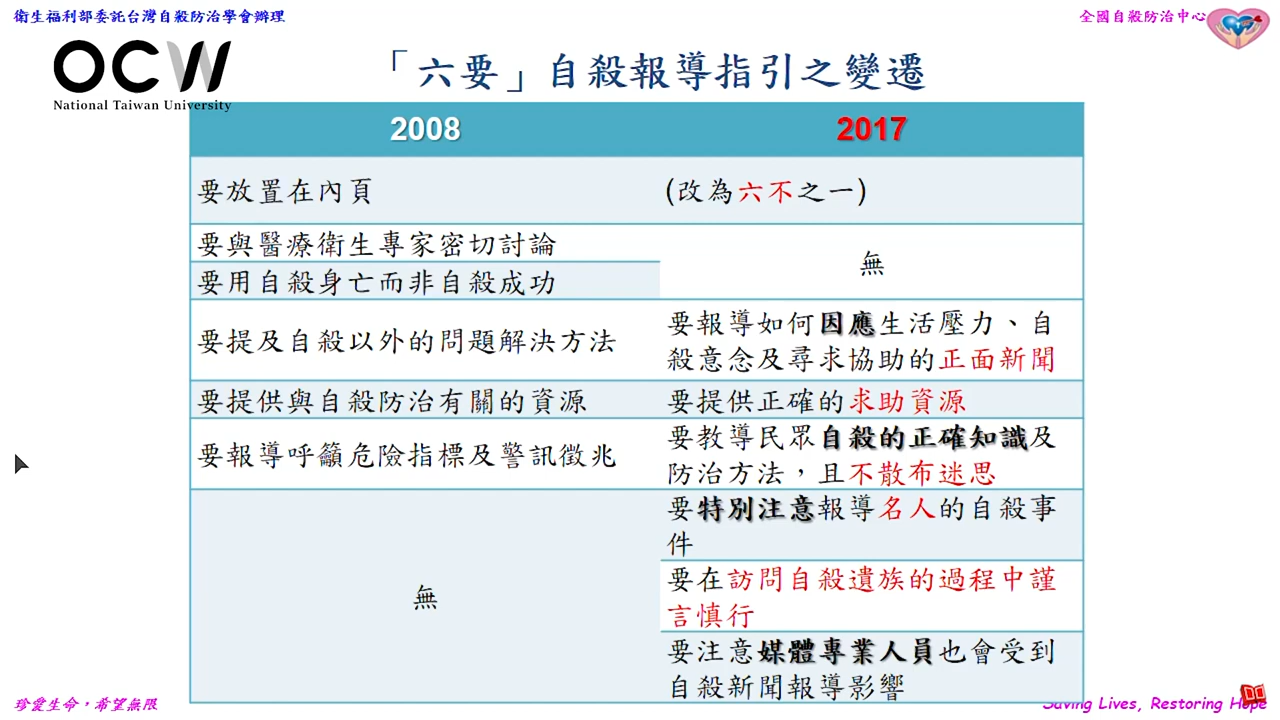 衛生福利部委託台灣自殺防治學會辦理
全國自殺防治中心
OCW
National Taiwan University
「六要」自殺報導指引之變遷
2008
2017
要放置在內頁
(改為六不之一)
要與醫療衛生專家密切討論
要用自殺身亡而非自殺成功
無
要提及自殺以外的問題解決方法
要報導如何因應生活壓力、自
殺意念及尋求協助的正面新聞
要提供與自殺防治有關的資源
要提供正確的求助資源
要報導呼籲危險指標及警訊徵兆
要教導民眾自殺的正確知識及
防治方法，且不散布迷思
無
要特別注意報導名人的自殺事
件
要在訪問自殺遺族的過程中謹
言慎行
要注意媒體專業人員也會受到
自殺新聞報導影響
珍愛生命，希望無限
Saving Lives, Restoring Hope